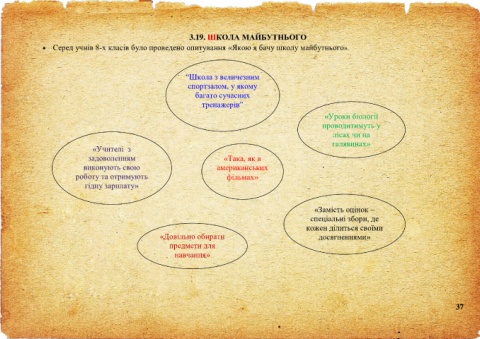 3.19. ШКОЛА МАЙБУТНЬОГО
• Серед учнів 8-х класів було проведено опитування «Якою я бачу школу майбутнього».
"Школа з величезним
спортзалом, у якому
багато сучасних
тренажерів"
«Уроки біології
проводитимуть у
лісах чи на
галявинах»
«Учителі з
задоволенням
виконують свою
роботу та отримують
гідну зарплату»
«Така, як в
американських
фільмах»
«Замість оцінок –
спеціальні збори, де
кожен ділиться своїми
досягненнями»
«Довільно обирати
предмети для
навчання»
37